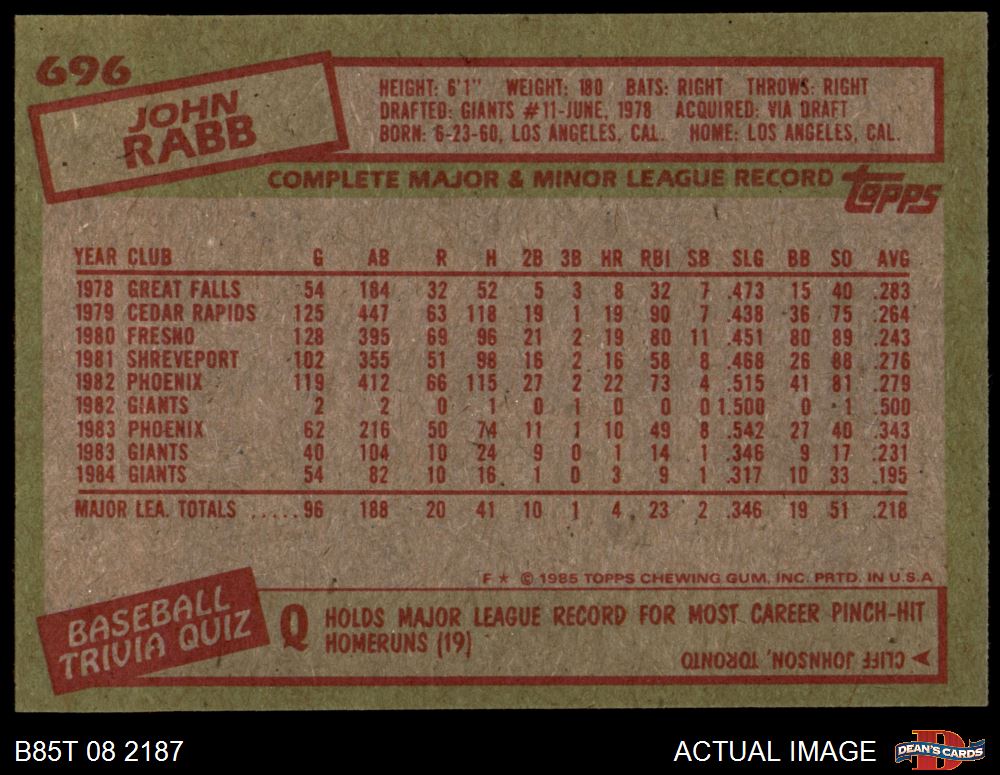 696
JOHN
RABB
HEIGHT: 6'1" WEIGHT: 180 BATS: RIGHT THROWS: RIGHT
DRAFTED: GIANTS #11-JUNE, 1978 ACQUIRED: VIA DRAFT
BORN: 6-23-60, LOS ANGELES, CAL. HOME: LOS ANGELES, CAL.
COMPLETE MAJOR & MINOR LEAGUE RECORD topps
YEAR CLUB G AB R H 2B 3B HR RBI SB SLG BB SO AVG
1978 GREAT FALLS 54 184 32 52 5 3 8 32 7 .473 15 40 .283
1979 CEDAR RAPIDS 125 447 63 118 19 1 19 90 7 .438 36 75 .264
1980 FRESNO 128 395 69 96 21 2 19 80 11 .451 80 89 .243
1981 SHREVEPORT 102 355 51 98 16 2 16 58 8 .468 26 88 .276
1982 PHOENIX 119 412 66 115 27 2 22 73 4 .515 41 81 .279
1982 GIANTS 2 2 0 1 0 1 0 0 0 1.500 0 1 .500
1983 PHOENIX 62 216 50 74 11 1 10 49 8 .542 27 40 .343
1983 GIANTS 40 104 10 24 9 0 1 14 1 .346 9 17 .231
1984 GIANTS 54 82 10 16 1 0 3 9 1 .317 10 33 .195
MAJOR LEA. TOTALS ..... 96 188 20 41 10 1 4 23 2 .346 19 51 .218
F * © 1985 TOPPS CHEWING GUM, INC. PRTD. IN U.S.A
BASEBALL
TRIVIA QUIZ
Q HOLDS MAJOR LEAGUE RECORD FOR MOST CAREER PINCH-HIT
HOMERUNS (19)
CLIFF JOHNSON, TORONTO
B85T 08 2187
ACTUAL IMAGE
D
DEAN'S CARDS